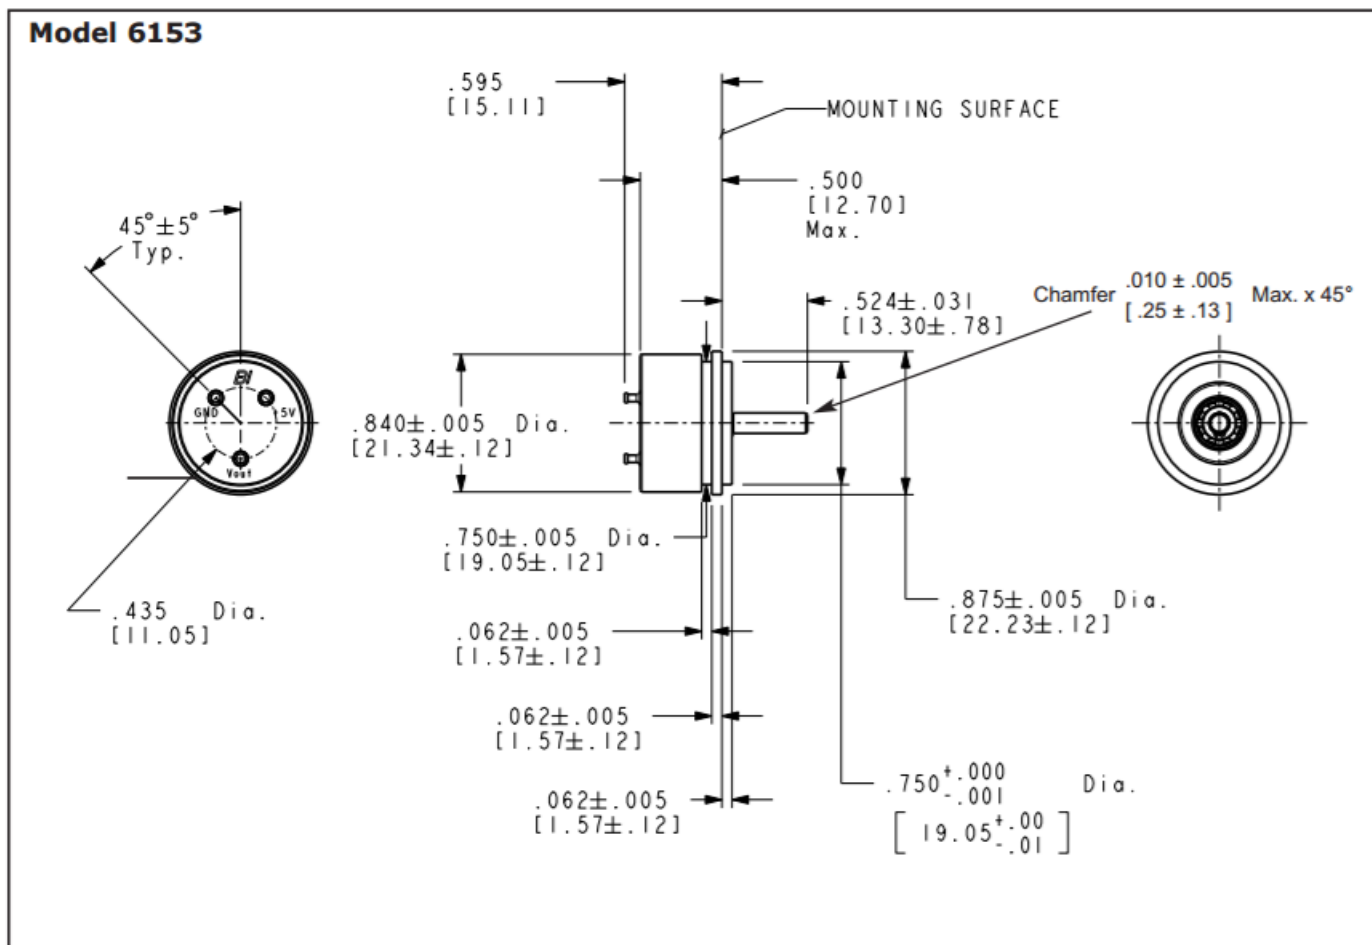 Model 6153
.595
[15.11]
MOUNTING SURFACE
.500
[12.70]
Max.
45°±5°
Typ.
.524±.031
[13.30±.78]
Chamfer .010 ± .005 Max. x 45°
[ .25 ± .13 ]
BI
GND 5V
Vout
.840±.005 Dia.
[21.34±.12]
.750±.005 Dia.
[19.05±.12]
.435 Dia.
[11.05]
.875±.005 Dia.
[22.23±.12]
.062±.005
[1.57±.12]
.062±.005
[1.57±.12]
.062±.005
[1.57±.12]
.750 +.000 -.001 Dia.
[ 19.05 +.00 -.01 ]